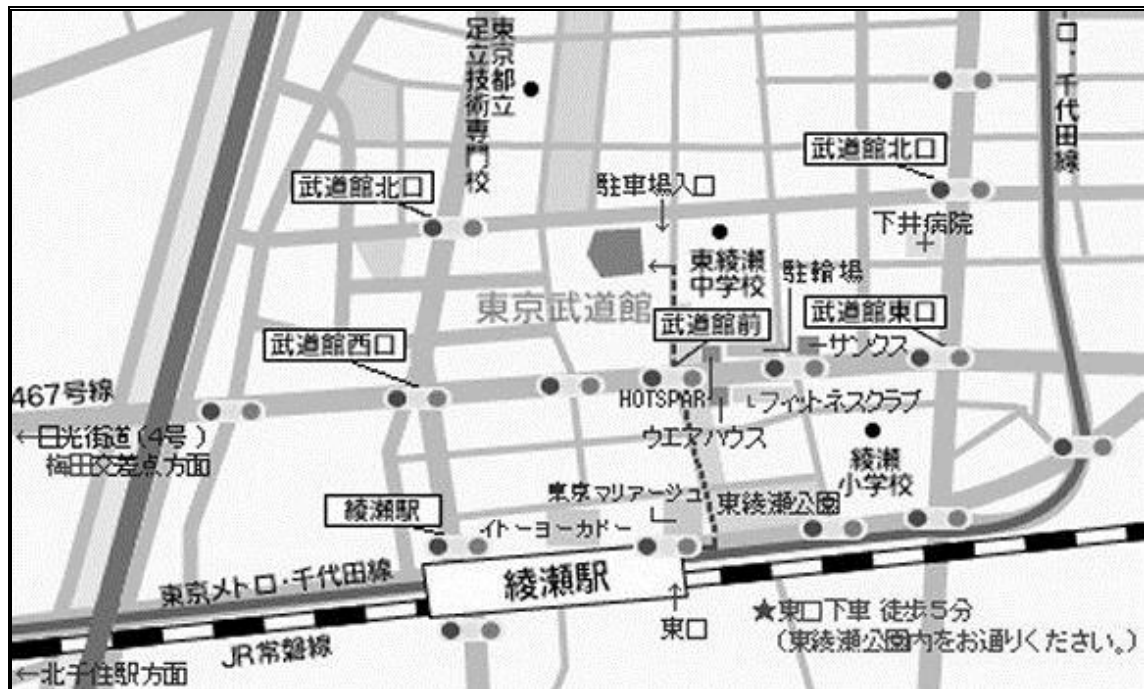 東京都立
足立技術専門校
メトロ・千代田線
武道館北口
駐車場入口
武道館北口
下井病院
東綾瀬
中学校
駐輪場
東京武道館
武道館前
武道館東口
武道館西口
サンクス
467号線
HOTSPAR
フィットネスクラブ
←日光街道(4号)
梅田交差点方面
ウエアハウス
綾瀬
小学校
東京マリアージュ
東綾瀬公園
綾瀬駅
イトーヨーカドー
東京メトロ・千代田線
綾瀬駅
東口
★東口下車 徒歩5分
(東綾瀬公園内をお通りください。)
JR常磐線
←北千住駅方面